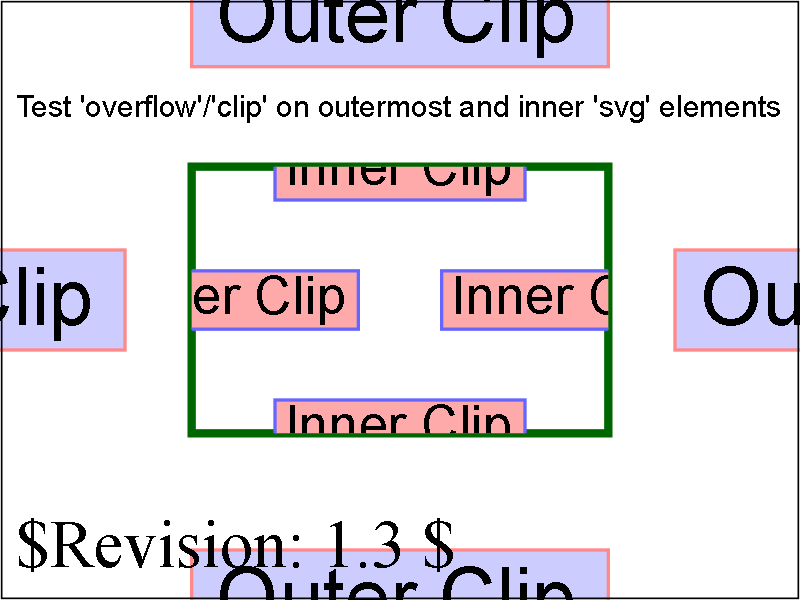 Outer Clip
Test 'overflow'/'clip' on outermost and inner 'svg' elements
Inner Clip
Clip
er Clip
Inner C
Ou
Inner Clip
$Revision: 1.3 $
Outer Clip